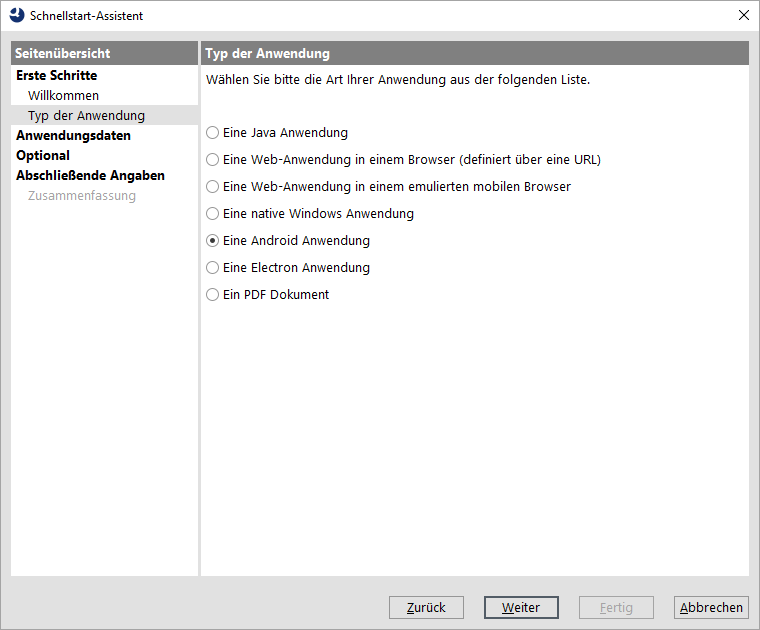 Schnellstart-Assistent
Seitenübersicht
Erste Schritte
Willkommen
Typ der Anwendung
Anwendungsdaten
Optional
Abschließende Angaben
Zusammenfassung
Typ der Anwendung
Wählen Sie bitte die Art Ihrer Anwendung aus der folgenden Liste.
Eine Java Anwendung
Eine Web-Anwendung in einem Browser (definiert über eine URL)
Eine Web-Anwendung in einem emulierten mobilen Browser
Eine native Windows Anwendung
Eine Android Anwendung
Eine Electron Anwendung
Ein PDF Dokument
Zurück
Weiter
Fertig
Abbrechen